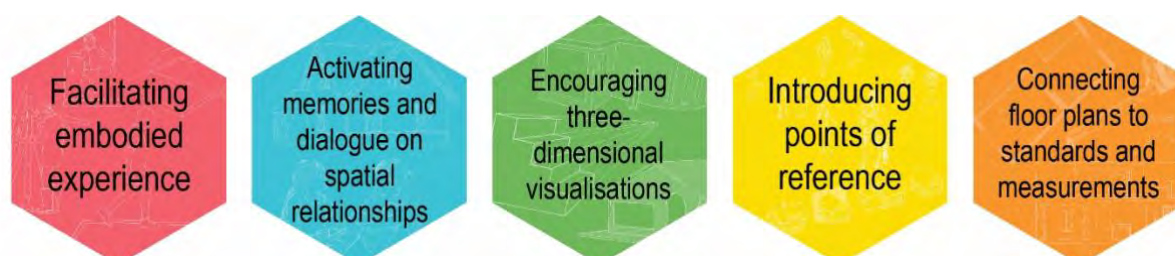 Facilitating
embodied
experience
Activating
memories and
dialogue on
spatial
relationships
Encouraging
three-
dimensional
visualisations
Introducing
points of
reference
Connecting
floor plans to
standards and
measurements